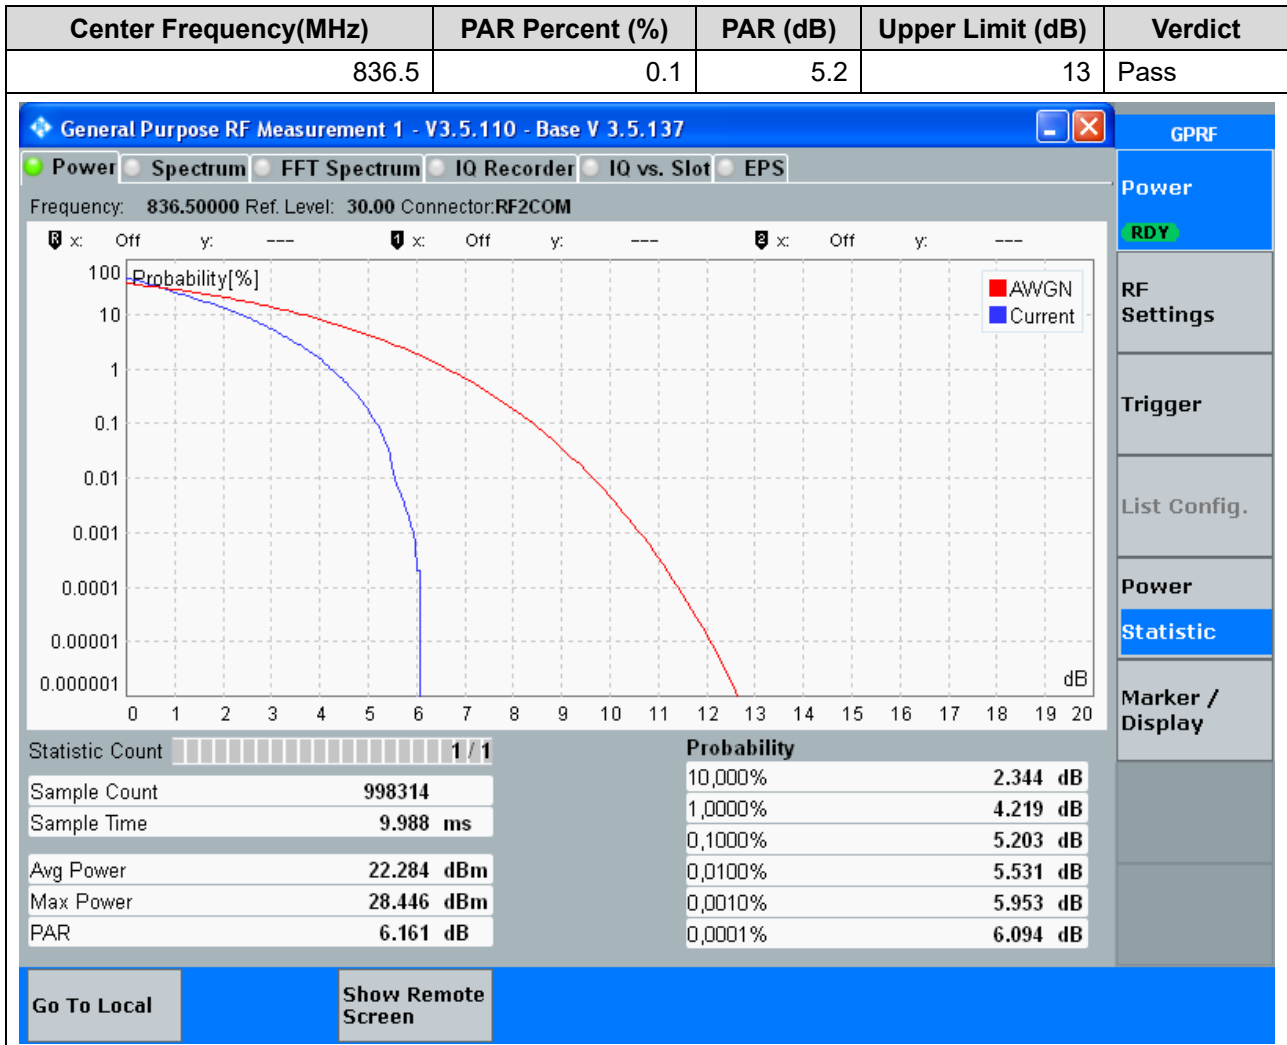 Center Frequency(MHz) PAR Percent (%) PAR (dB) Upper Limit (dB) Verdict
836.5 0.1 5.2 13 Pass
General Purpose RF Measurement 1 - V3.5.110 - Base V 3.5.137
GPRF
Power Spectrum FFT Spectrum IQ Recorder IQ vs. Slot EPS
Power
RDY
Frequency: 836.50000 Ref. Level: 30.00 Connector:RF2COM
R x: Off y: --- 1 x: Off y: --- 2 x: Off y: ---
Probability[%]
100
10
1
0.1
0.01
0.001
0.0001
0.00001
0.000001
AWGN
Current
dB
0 1 2 3 4 5 6 7 8 9 10 11 12 13 14 15 16 17 18 19 20
RF
Settings
Trigger
List Config.
Power
Statistic
Marker /
Display
Statistic Count 1 / 1
Sample Count 998314
Sample Time 9.988 ms
Avg Power 22.284 dBm
Max Power 28.446 dBm
PAR 6.161 dB
Probability
10,000% 2.344 dB
1,0000% 4.219 dB
0,1000% 5.203 dB
0,0100% 5.531 dB
0,0010% 5.953 dB
0,0001% 6.094 dB
Go To Local
Show Remote
Screen